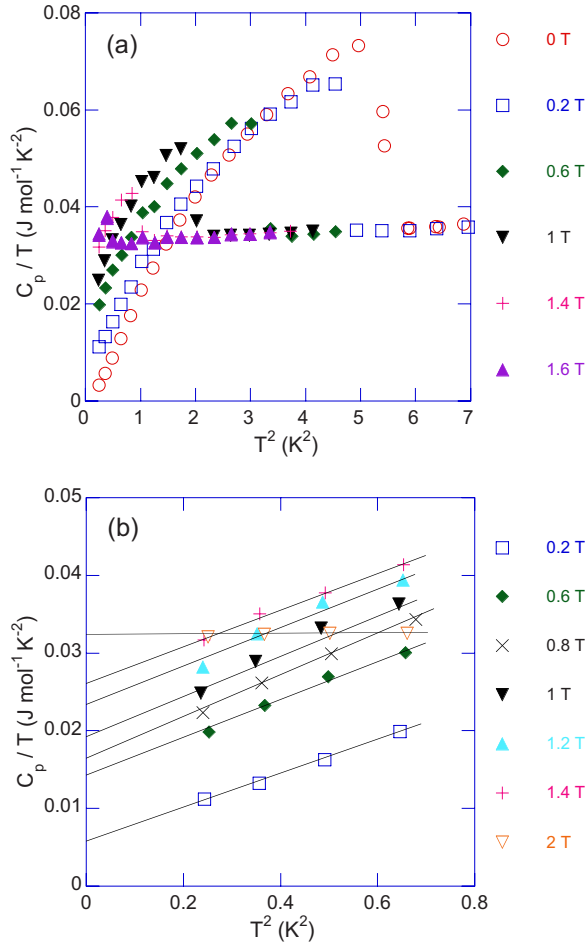 (a)
C_p / T (J mol⁻¹ K⁻²)
0.08
0.06
0.04
0.02
0
0 1 2 3 4 5 6 7
T² (K²)
0 T
0.2 T
0.6 T
1 T
1.4 T
1.6 T
(b)
C_p / T (J mol⁻¹ K⁻²)
0.05
0.04
0.03
0.02
0.01
0
0 0.2 0.4 0.6 0.8
T² (K²)
0.2 T
0.6 T
0.8 T
1 T
1.2 T
1.4 T
2 T